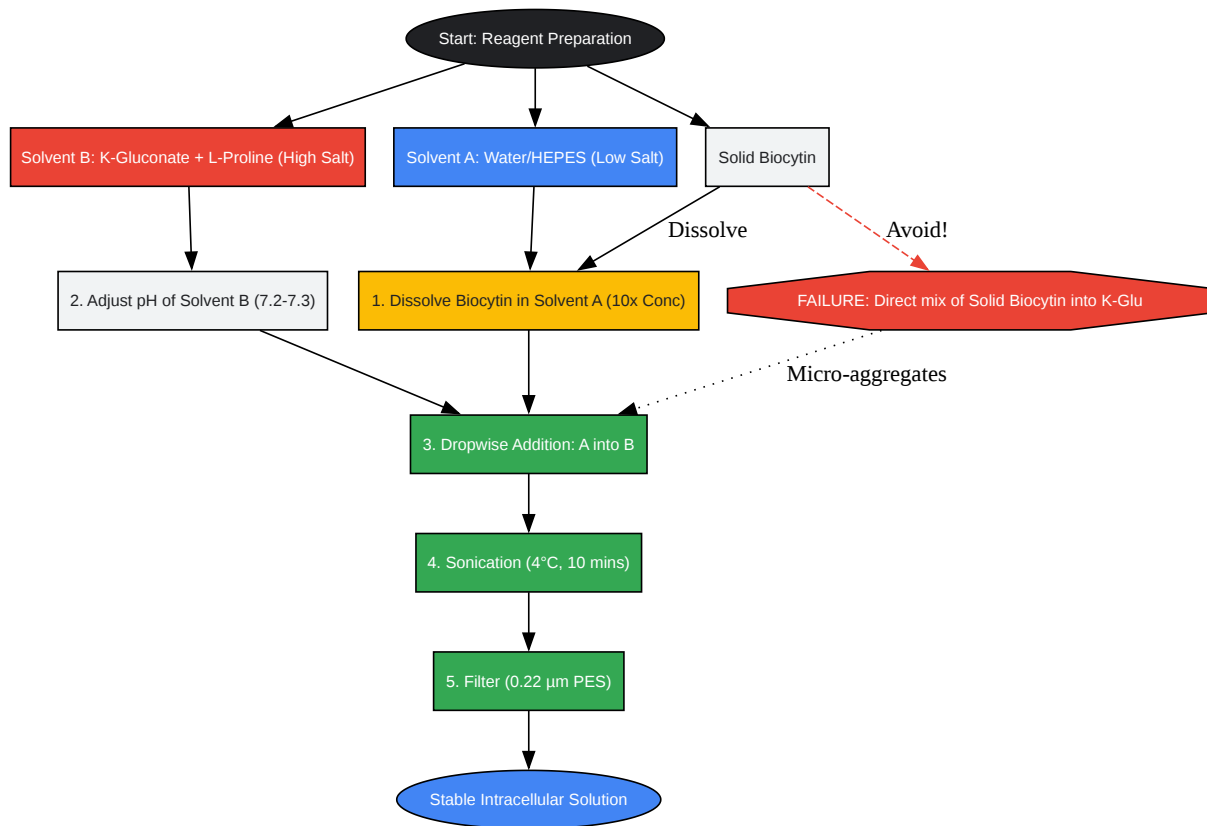 Start: Reagent Preparation
Solvent B: K-Gluconate + L-Proline (High Salt)
Solvent A: Water/HEPES (Low Salt)
Solid Biocytin
Dissolve
Avoid!
2. Adjust pH of Solvent B (7.2-7.3)
1. Dissolve Biocytin in Solvent A (10x Conc)
FAILURE: Direct mix of Solid Biocytin into K-Glu
Micro-aggregates
3. Dropwise Addition: A into B
4. Sonication (4°C, 10 mins)
5. Filter (0.22 µm PES)
Stable Intracellular Solution